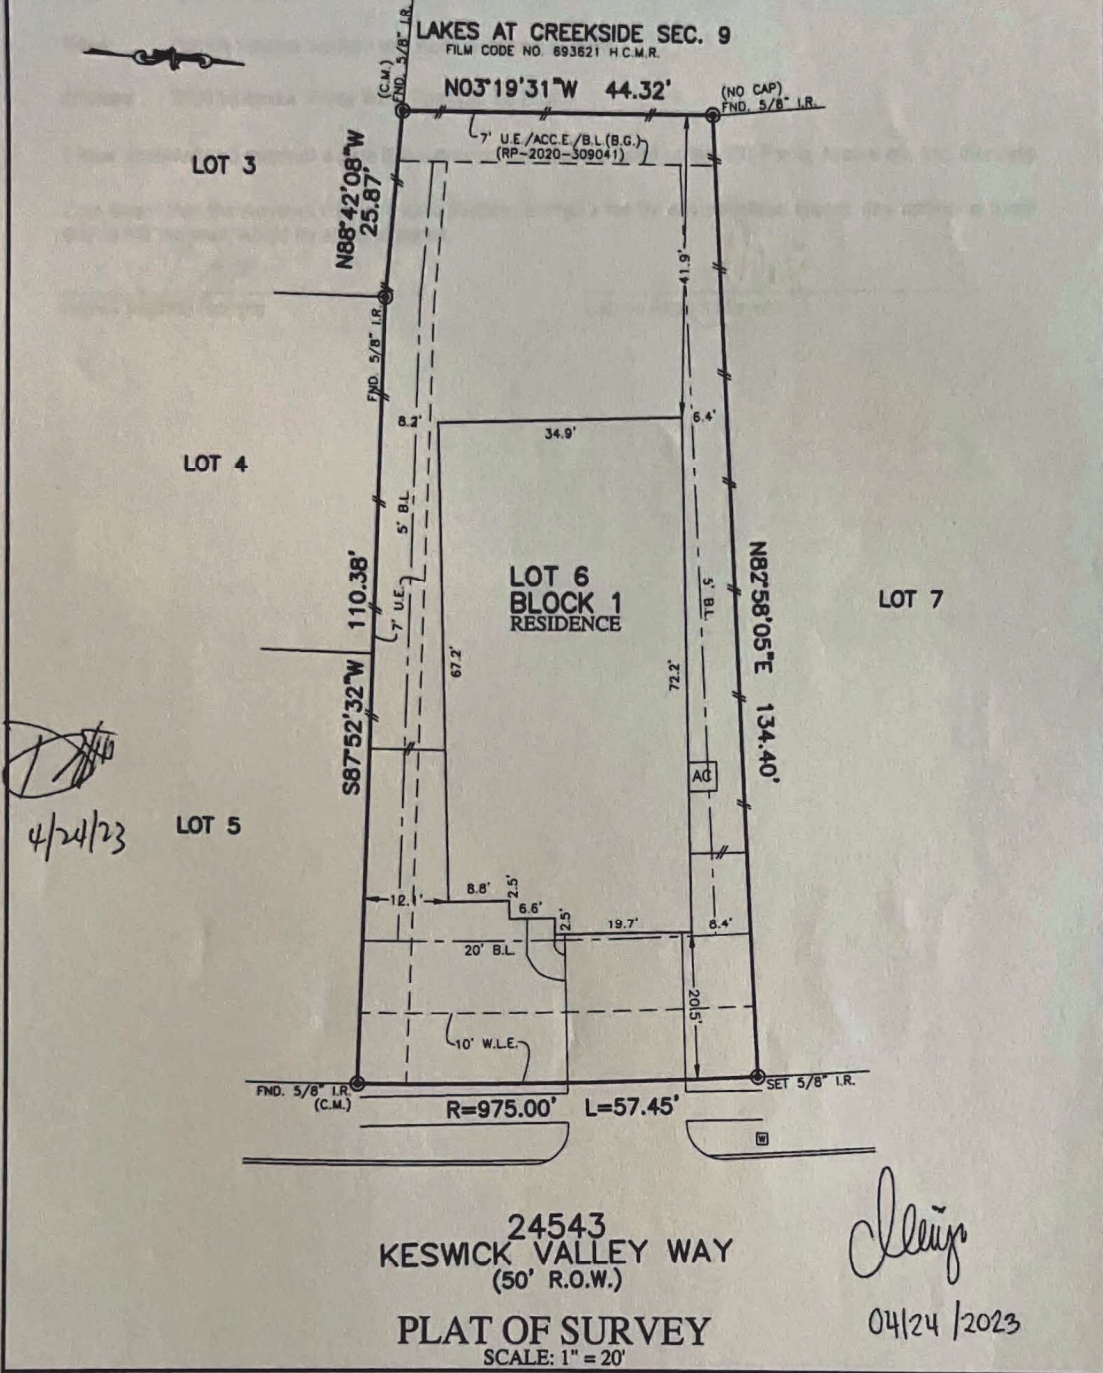 LAKES AT CREEKSIDE SEC. 9
FILM CODE NO. 693621 H.C.M.R.
(C.M.)
FND. 5/8" I.R.
N03°19'31"W 44.32'
(NO CAP)
FND. 5/8" I.R.
7' U.E./ACC.E./B.L.(B.G.)
(RP-2020-309041)
LOT 3
N88°42'08"W
25.87'
41.9'
FND. 5/8" I.R.
8.2'
34.9'
6.4'
LOT 4
5' B.L.
110.38'
7' U.E.
LOT 6
BLOCK 1
RESIDENCE
5' B.L.
N82°58'05"E 134.40'
LOT 7
67.2'
72.2'
S87°52'32"W
AC
4/24/23
LOT 5
12.1'
8.8'
2.5'
6.6'
2.5'
19.7'
6.4'
20' B.L.
20.5'
10' W.L.E.
FND. 5/8" I.R.
(C.M.)
SET 5/8" I.R.
R=975.00' L=57.45'
W
24543
KESWICK VALLEY WAY
(50' R.O.W.)
PLAT OF SURVEY
SCALE: 1" = 20'
04/24/2023